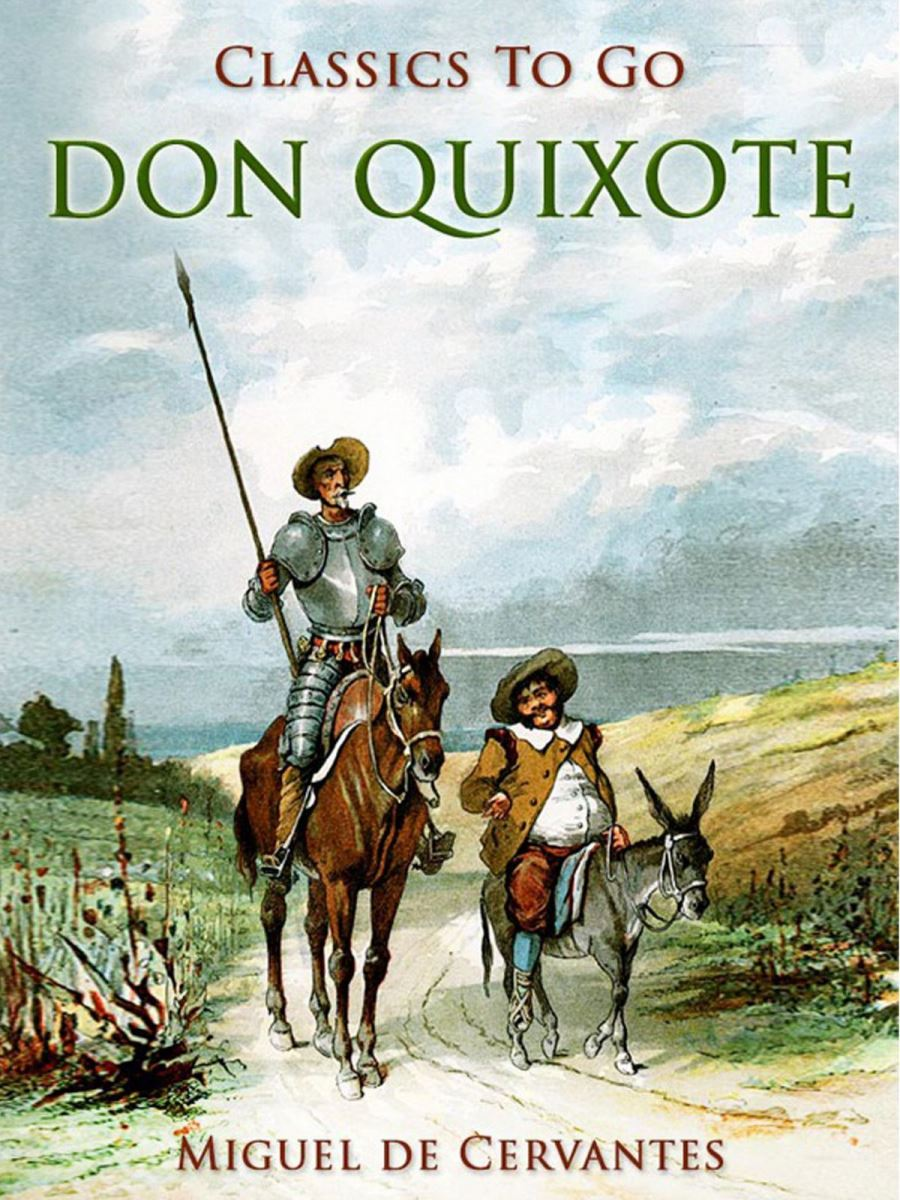 Classics To Go
DON QUIXOTE
Miguel de Cervantes